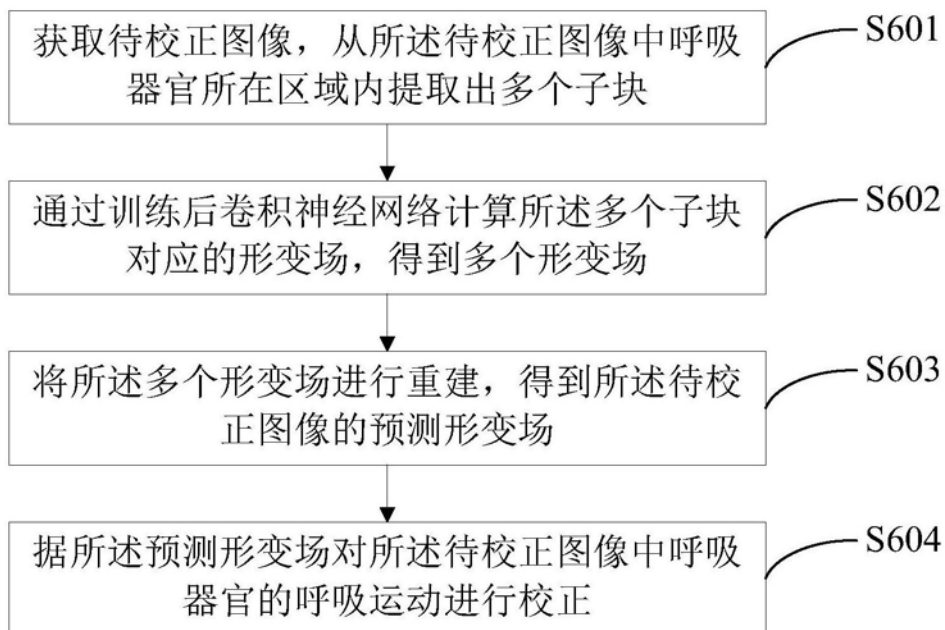 获取待校正图像，从所述待校正图像中呼吸
器官所在区域内提取出多个子块
S601
通过训练后卷积神经网络计算所述多个子块
对应的形变场，得到多个形变场
S602
将所述多个形变场进行重建，得到所述待校
正图像的预测形变场
S603
据所述预测形变场对所述待校正图像中呼吸
器官的呼吸运动进行校正
S604